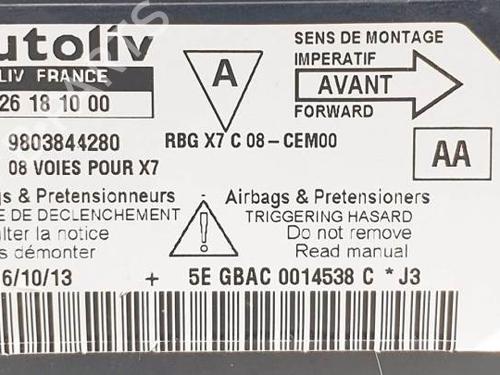 utoliv
LIV FRANCE
26 18 10 00
9803844280
08 VOIES POUR X7
A
RBG X7 C 08-CEM00
SENS DE MONTAGE
IMPERATIF
AVANT
FORWARD
AA
gs & Pretensionneurs
E DE DECLENCHEMENT
ulter la notice
s démonter
Airbags & Pretensioners
TRIGGERING HASARD
Do not remove
Read manual
6/10/13 + 5E GBAC 0014538 C *J3